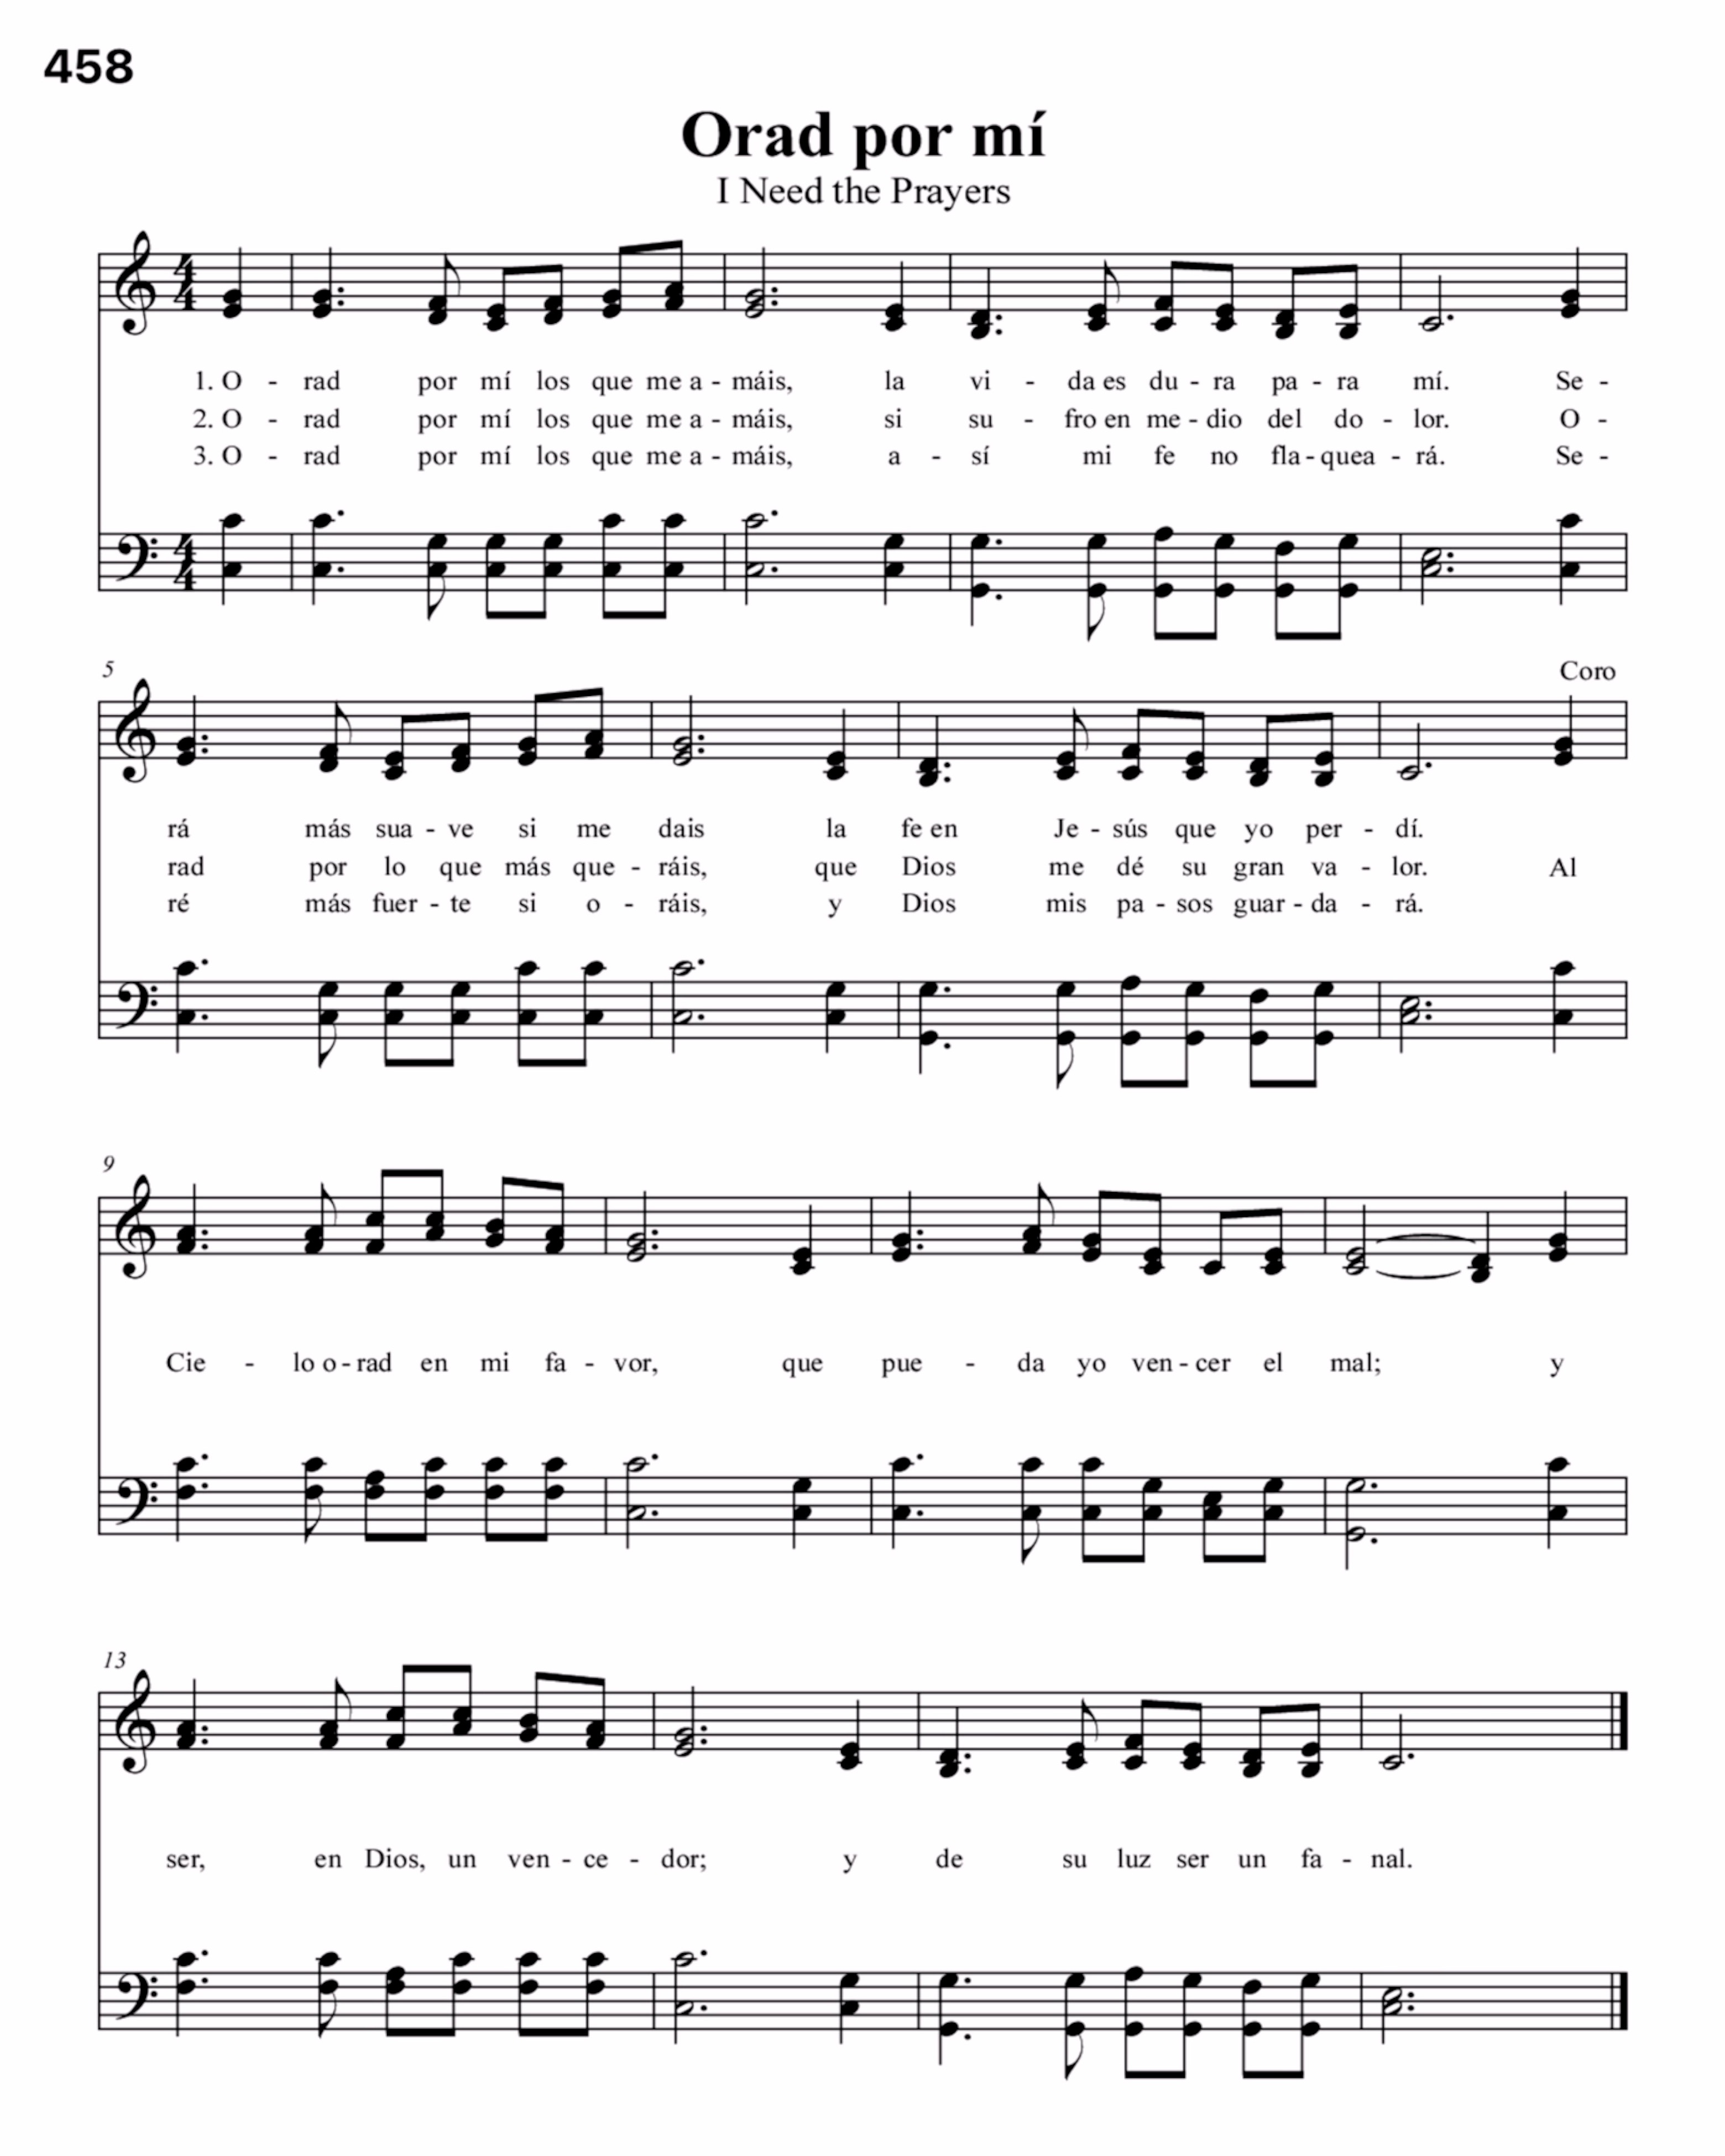 458
Orad por mí
I Need the Prayers
1. O - rad por mí los que me a - máis, la vi - da es du - ra pa - ra mí. Se -
2. O - rad por mí los que me a - máis, si su - fro en me - dio del do - lor. O -
3. O - rad por mí los que me a - máis, a - sí mi fe no fla - quea - rá. Se -
5
Coro
rá más sua - ve si me dais la fe en Je - sús que yo per - dí.
rad por lo que más que - ráis, que Dios me dé su gran va - lor. Al
ré más fuer - te si o - ráis, y Dios mis pa - sos guar - da - rá.
9
Cie - lo o - rad en mi fa - vor, que pue - da yo ven - cer el mal; y
13
ser, en Dios, un ven - ce - dor; y de su luz ser un fa - nal.